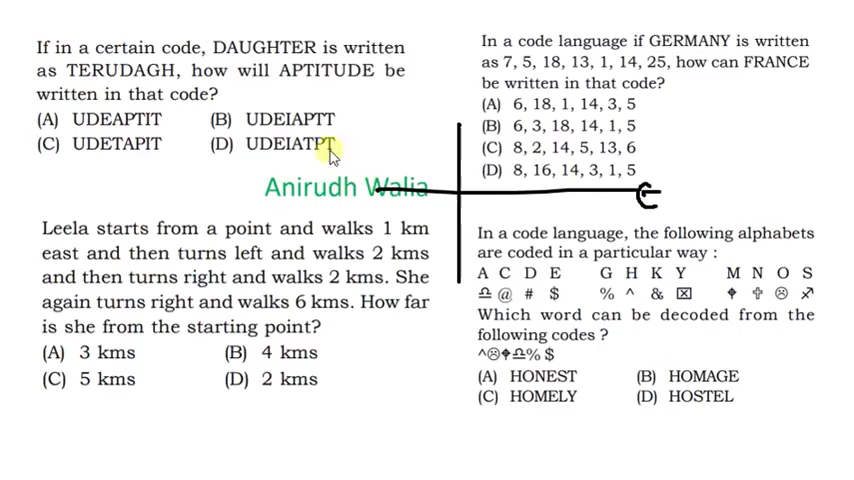 If in a certain code, DAUGHTER is written
as TERUDAGH, how will APTITUDE be
written in that code?
(A) UDEAPTIT (B) UDEIAPTT
(C) UDETAPIT (D) UDEIATPT
Anirudh Walia
Leela starts from a point and walks 1 km
east and then turns left and walks 2 kms
and then turns right and walks 2 kms. She
again turns right and walks 6 kms. How far
is she from the starting point?
(A) 3 kms (B) 4 kms
(C) 5 kms (D) 2 kms
In a code language if GERMANY is written
as 7, 5, 18, 13, 1, 14, 25, how can FRANCE
be written in that code?
(A) 6, 18, 1, 14, 3, 5
(B) 6, 3, 18, 14, 1, 5
(C) 8, 2, 14, 5, 13, 6
(D) 8, 16, 14, 3, 1, 5
In a code language, the following alphabets
are coded in a particular way :
A C D E G H K Y M N O S
♎ @ # $ % ^ & ⌧ ⌖ ✞ ☹ ♐
Which word can be decoded from the
following codes ?
^☹⌖♎% $
(A) HONEST (B) HOMAGE
(C) HOMELY (D) HOSTEL